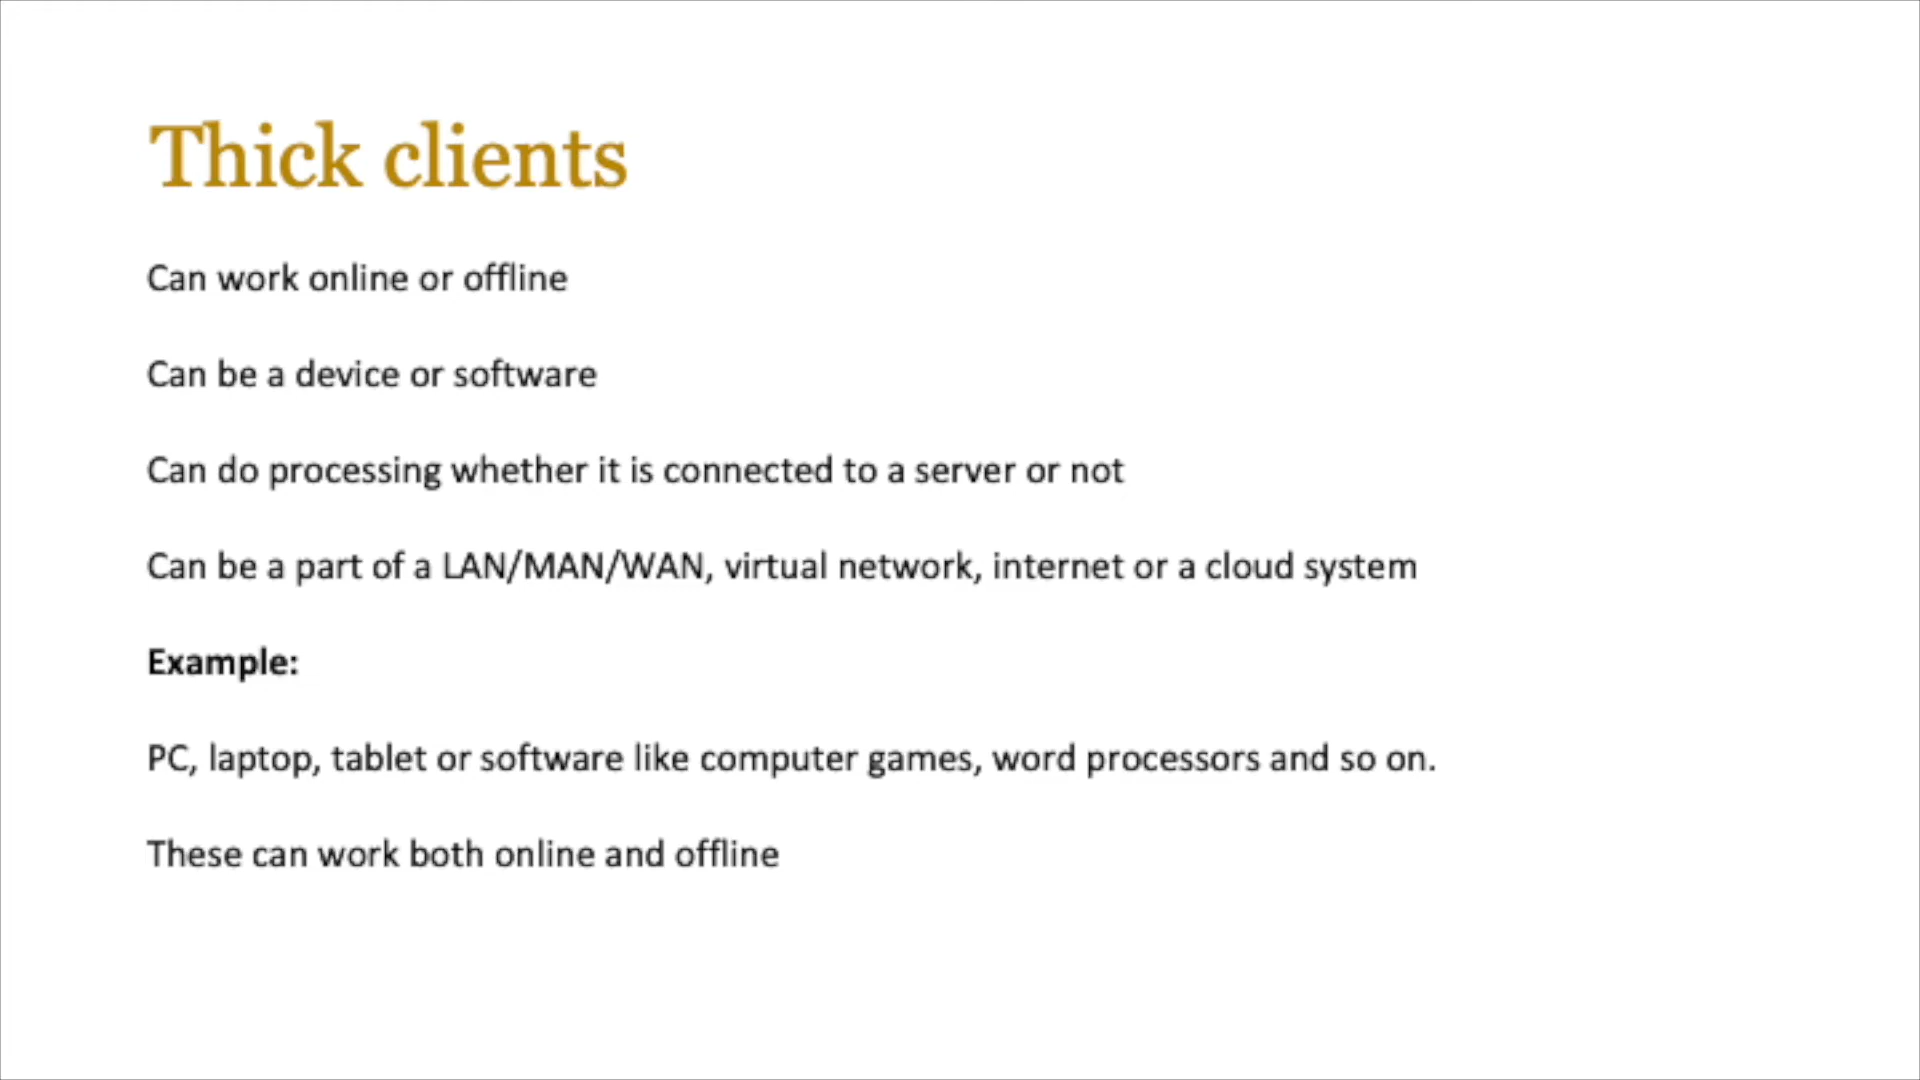 Thick clients
Can work online or offline
Can be a device or software
Can do processing whether it is connected to a server or not
Can be a part of a LAN/MAN/WAN, virtual network, internet or a cloud system
Example:
PC, laptop, tablet or software like computer games, word processors and so on.
These can work both online and offline